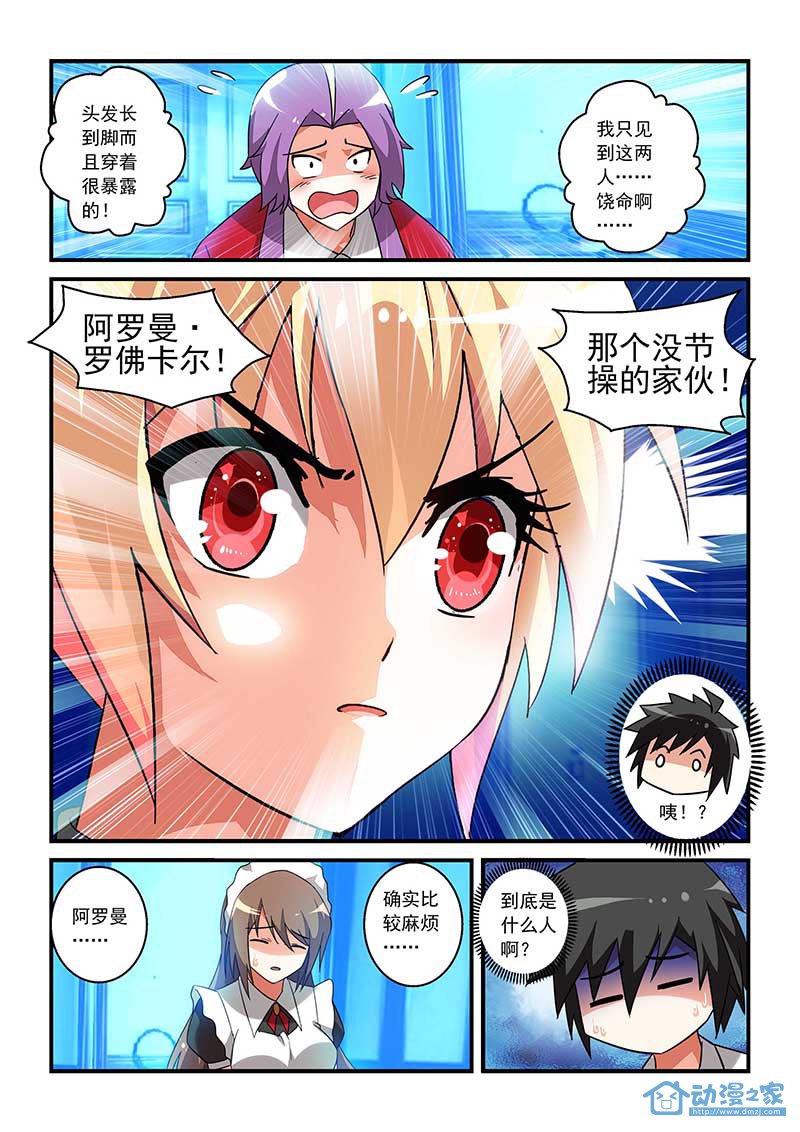 头发长
到脚而
且穿着
很暴露
的！
我只见
到这两
人……
饶命啊
……
阿罗曼·
罗佛卡尔！
那个没节
操的家伙！
咦！？
阿罗曼
……
确实比
较麻烦
……
到底是
什么人
啊？
动漫之家
http://www.dmzj.com